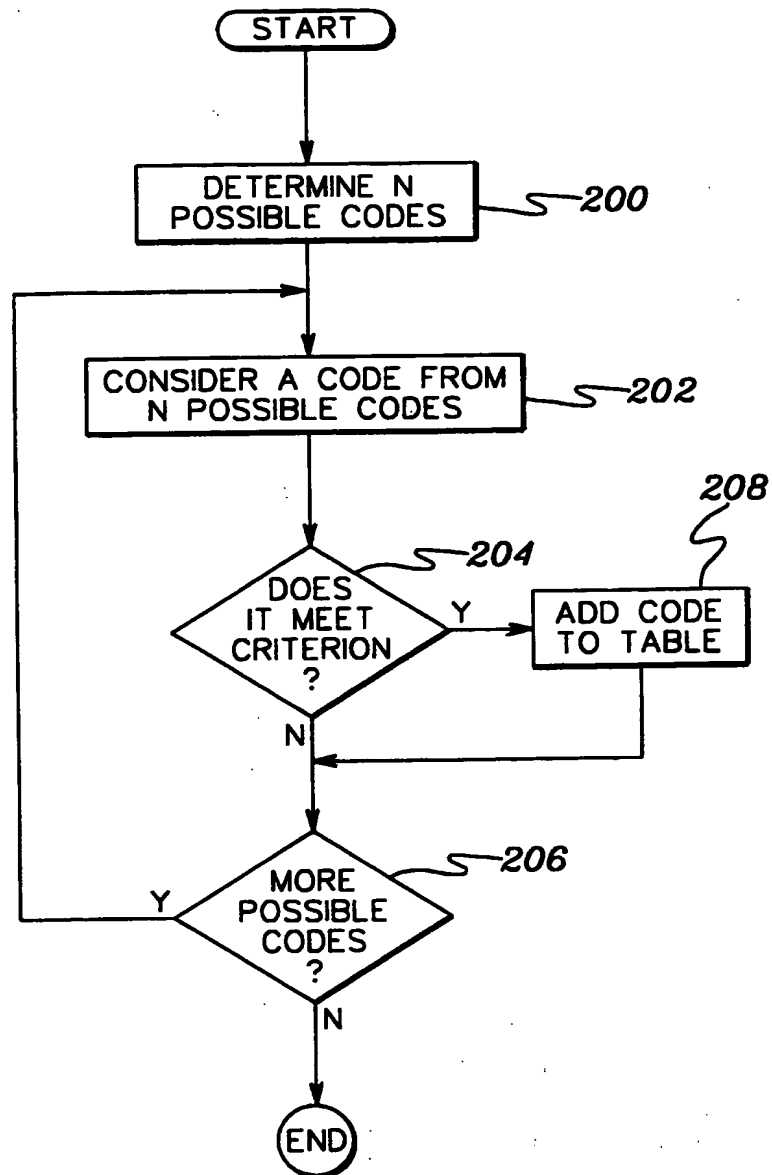 START
DETERMINE N
POSSIBLE CODES
200
CONSIDER A CODE FROM
N POSSIBLE CODES
202
204
208
DOES
IT MEET
CRITERION
?
Y
ADD CODE
TO TABLE
N
206
Y
MORE
POSSIBLE
CODES
?
N
END